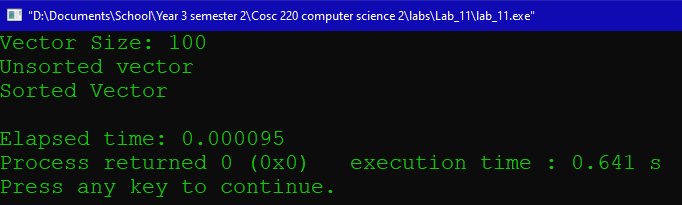 "D:\Documents\School\Year 3 semester 2\Cosc 220 computer science 2\labs\Lab_11\lab_11.exe"
Vector Size: 100
Unsorted vector
Sorted Vector
Elapsed time: 0.000095
Process returned 0 (0x0)   execution time : 0.641 s
Press any key to continue.